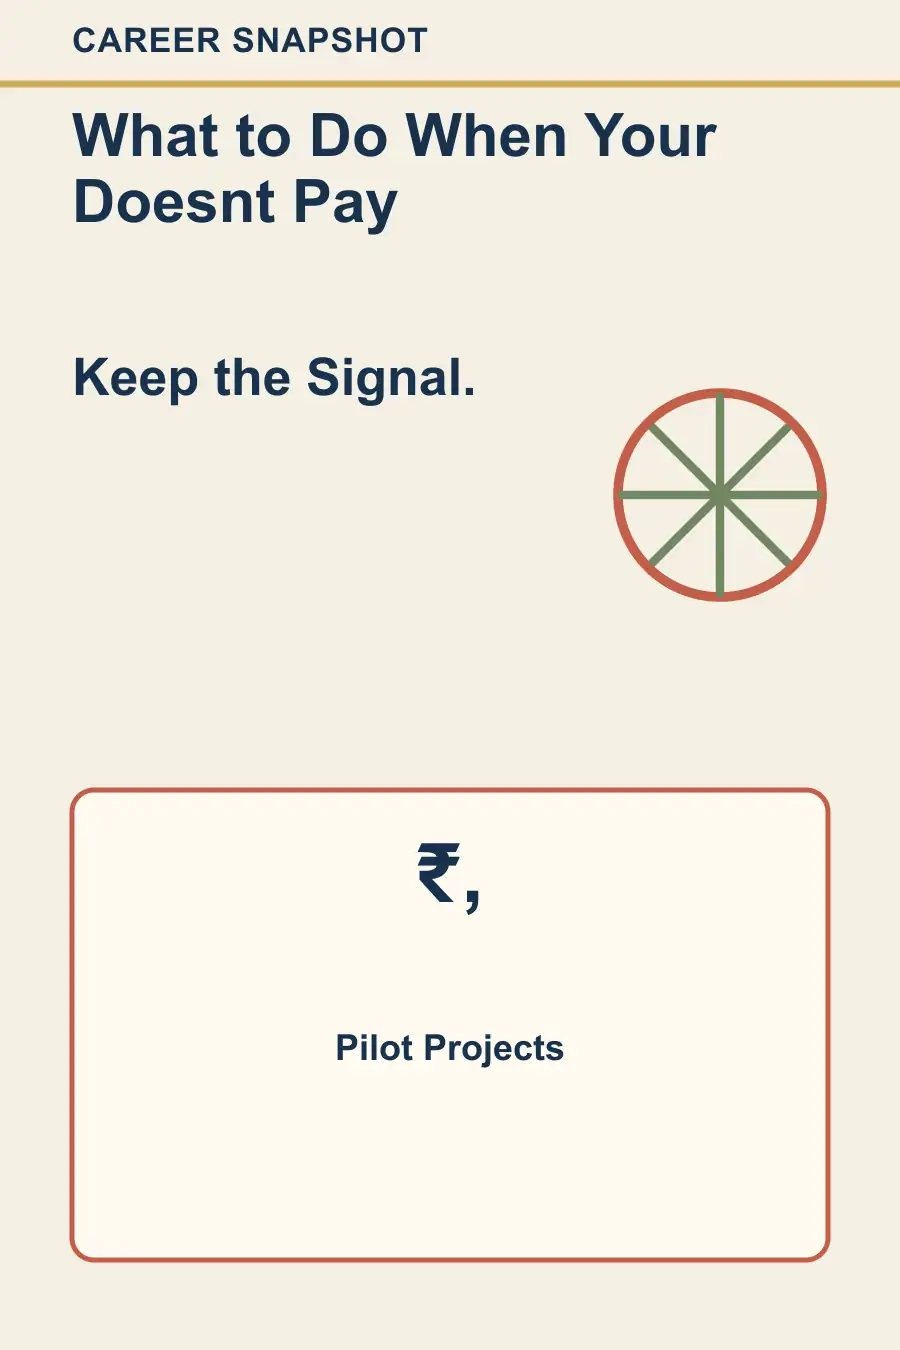 CAREER SNAPSHOT
What to Do When Your
Doesnt Pay
Keep the Signal.
₹,
Pilot Projects